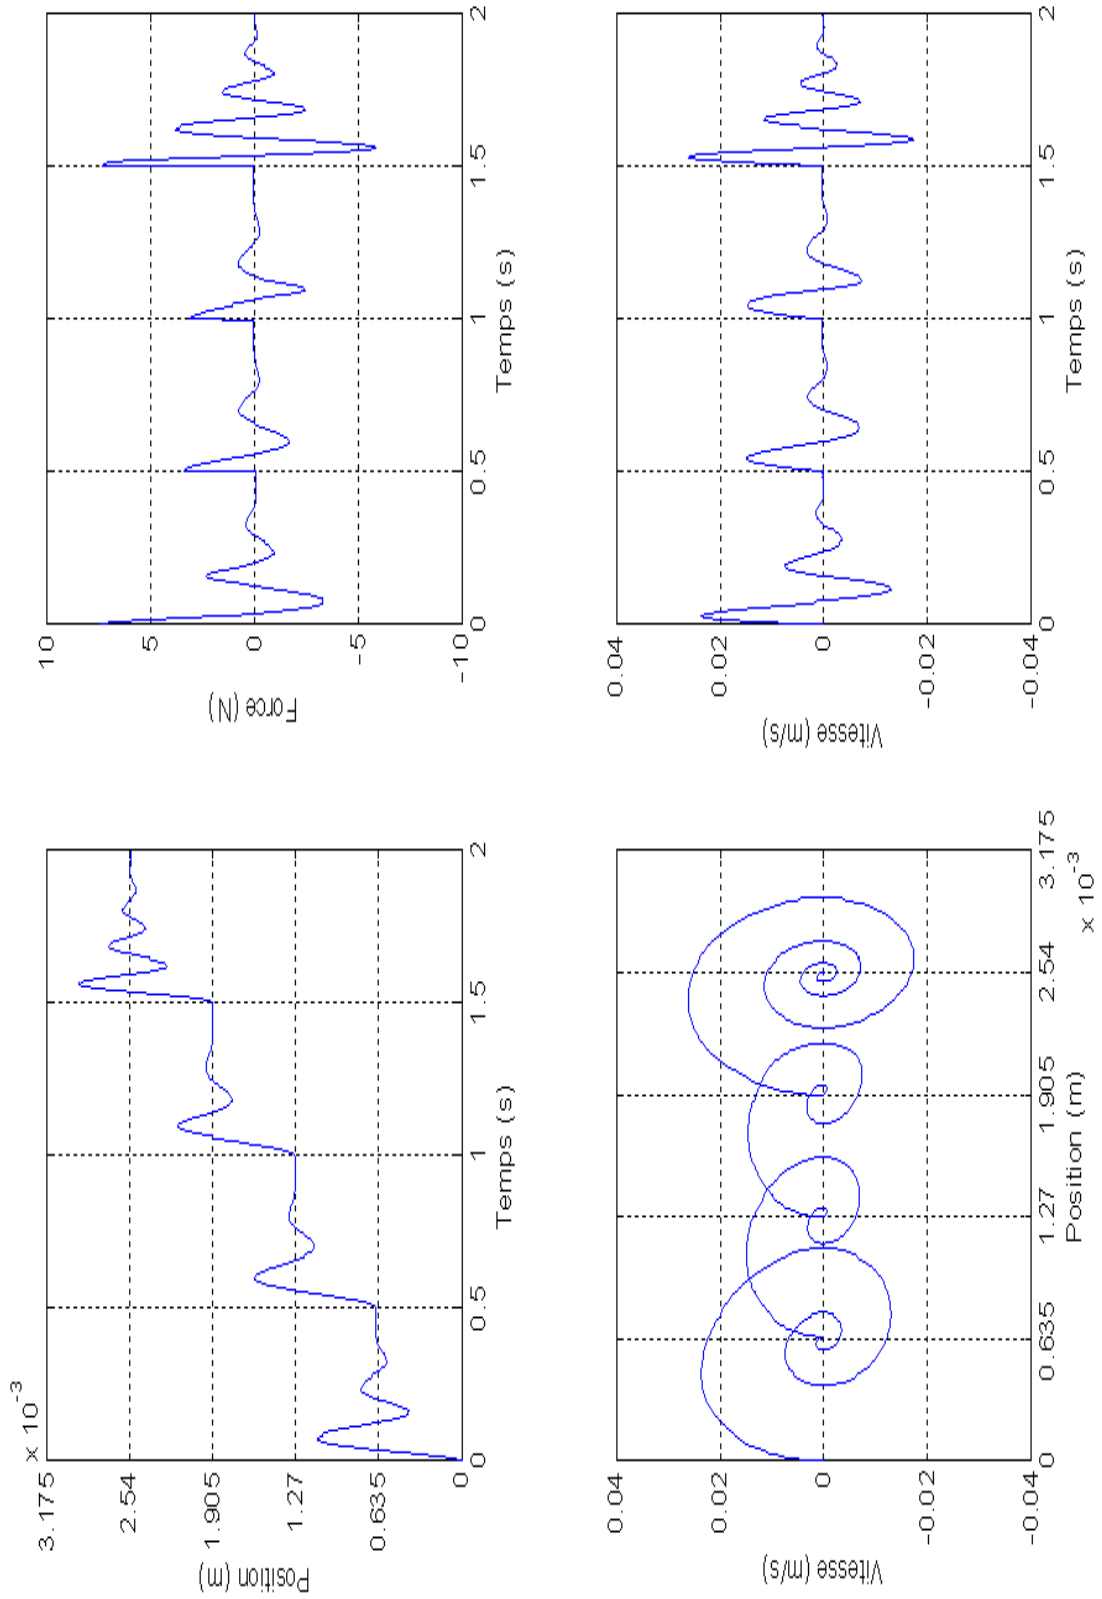 x 10^-3
3.175
2.54
1.905
1.27
0.635
0
Position (m)
0 0.5 1 1.5 2
Temps (s)
10
5
0
-5
-10
Force (N)
0 0.5 1 1.5 2
Temps (s)
0.04
0.02
0
-0.02
-0.04
Vitesse (m/s)
0 0.635 1.27 1.905 2.54 3.175
Position (m)
x 10^-3
0.04
0.02
0
-0.02
-0.04
Vitesse (m/s)
0 0.5 1 1.5 2
Temps (s)